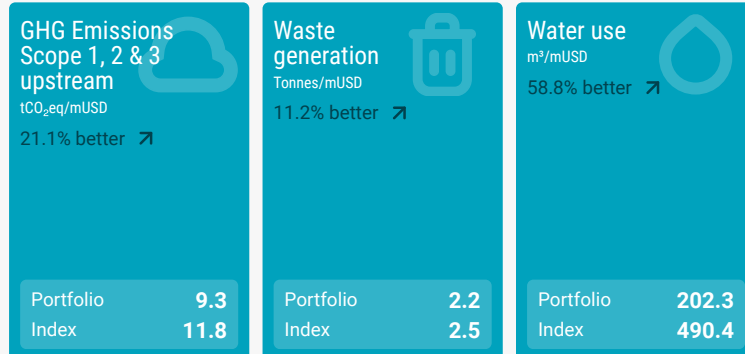 GHG Emissions
Scope 1, 2 & 3
upstream
tCO₂eq/mUSD
21.1% better
Portfolio 9.3
Index 11.8
Waste
generation
Tonnes/mUSD
11.2% better
Portfolio 2.2
Index 2.5
Water use
m³/mUSD
58.8% better
Portfolio 202.3
Index 490.4